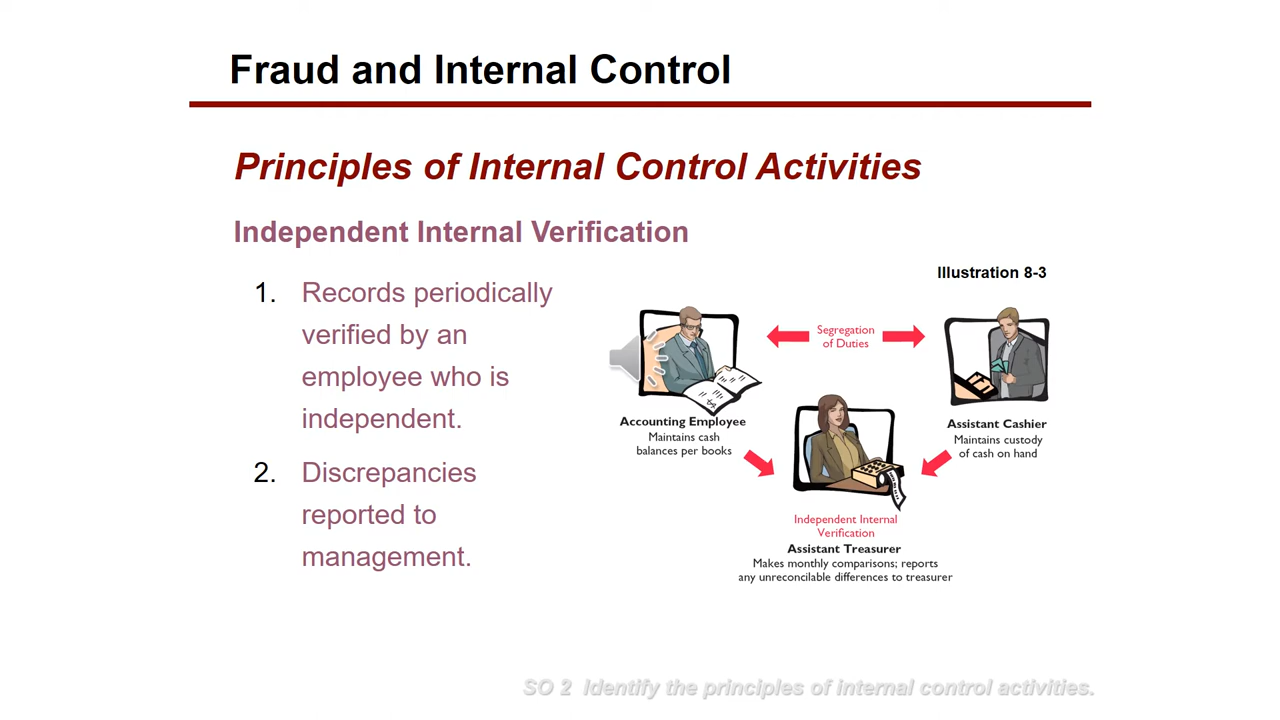 Fraud and Internal Control
Principles of Internal Control Activities
Independent Internal Verification
1. Records periodically
verified by an
employee who is
independent.
2. Discrepancies
reported to
management.
Illustration 8-3
Segregation
of Duties
Accounting Employee
Maintains cash
balances per books
Assistant Cashier
Maintains custody
of cash on hand
Independent Internal
Verification
Assistant Treasurer
Makes monthly comparisons; reports
any unreconcilable differences to treasurer
SO 2 Identify the principles of internal control activities.